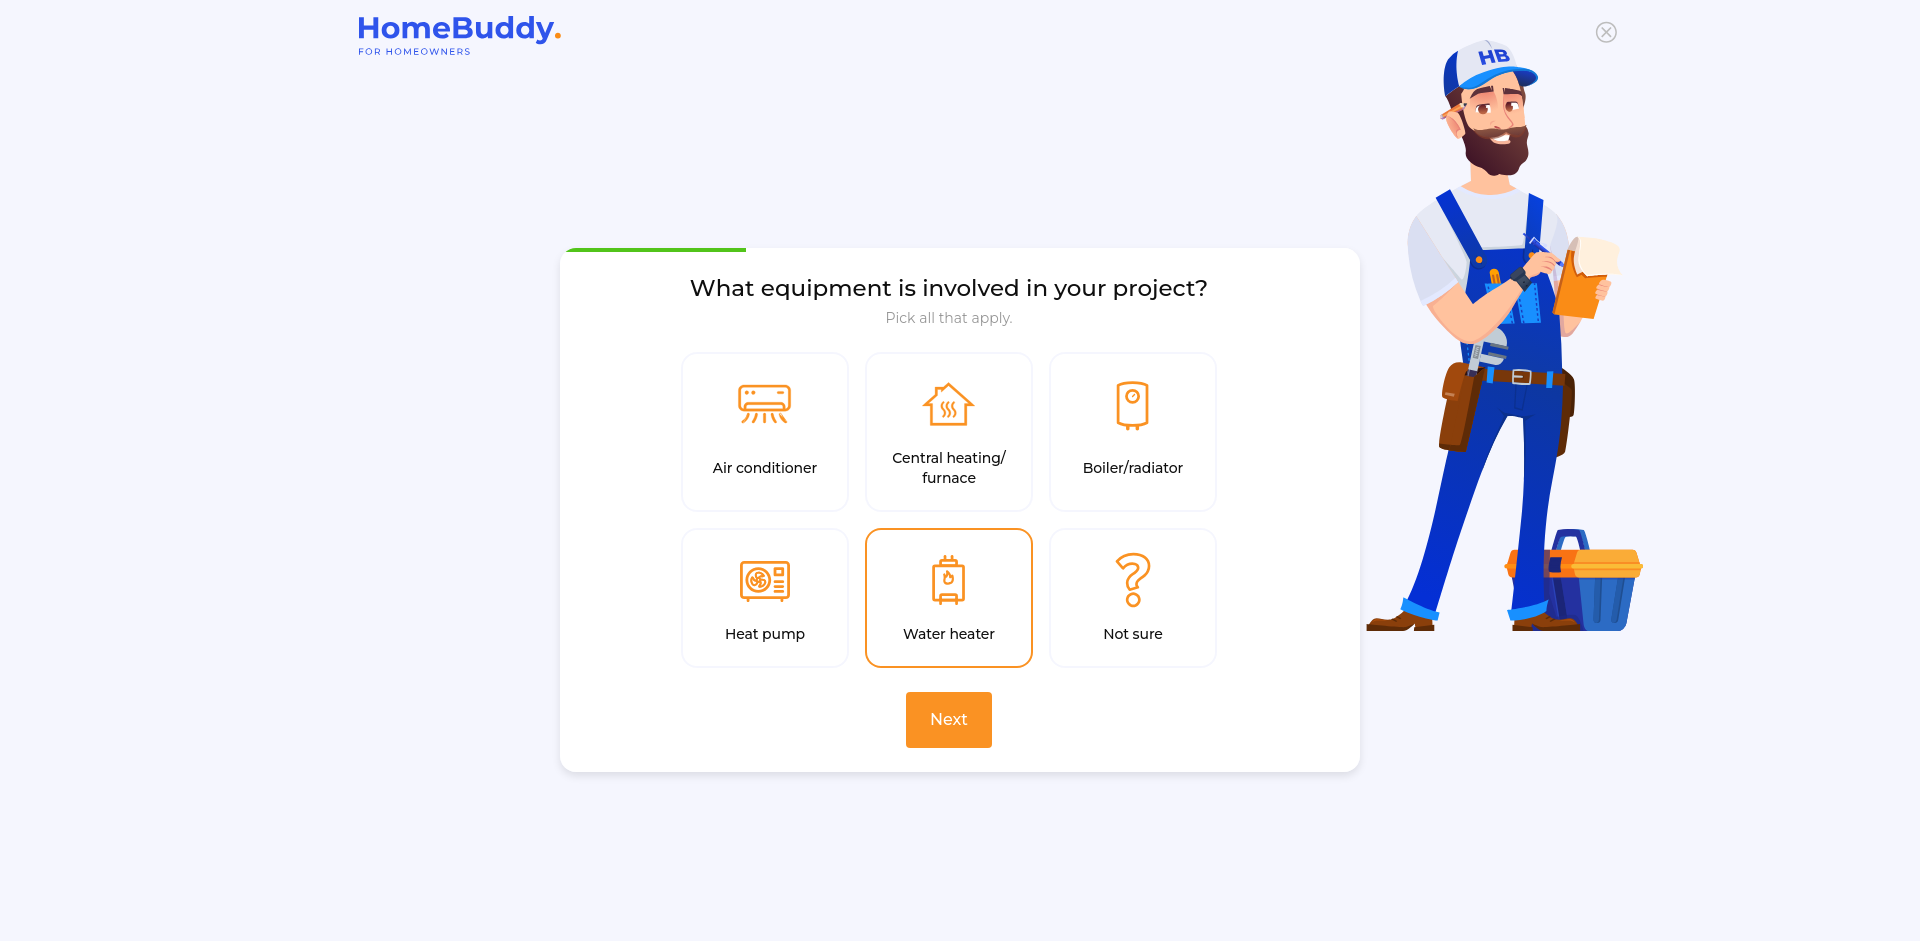 HomeBuddy.
FOR HOMEOWNERS
HB
What equipment is involved in your project?
Pick all that apply.
Air conditioner
Central heating/
furnace
Boiler/radiator
Heat pump
Water heater
Not sure
Next